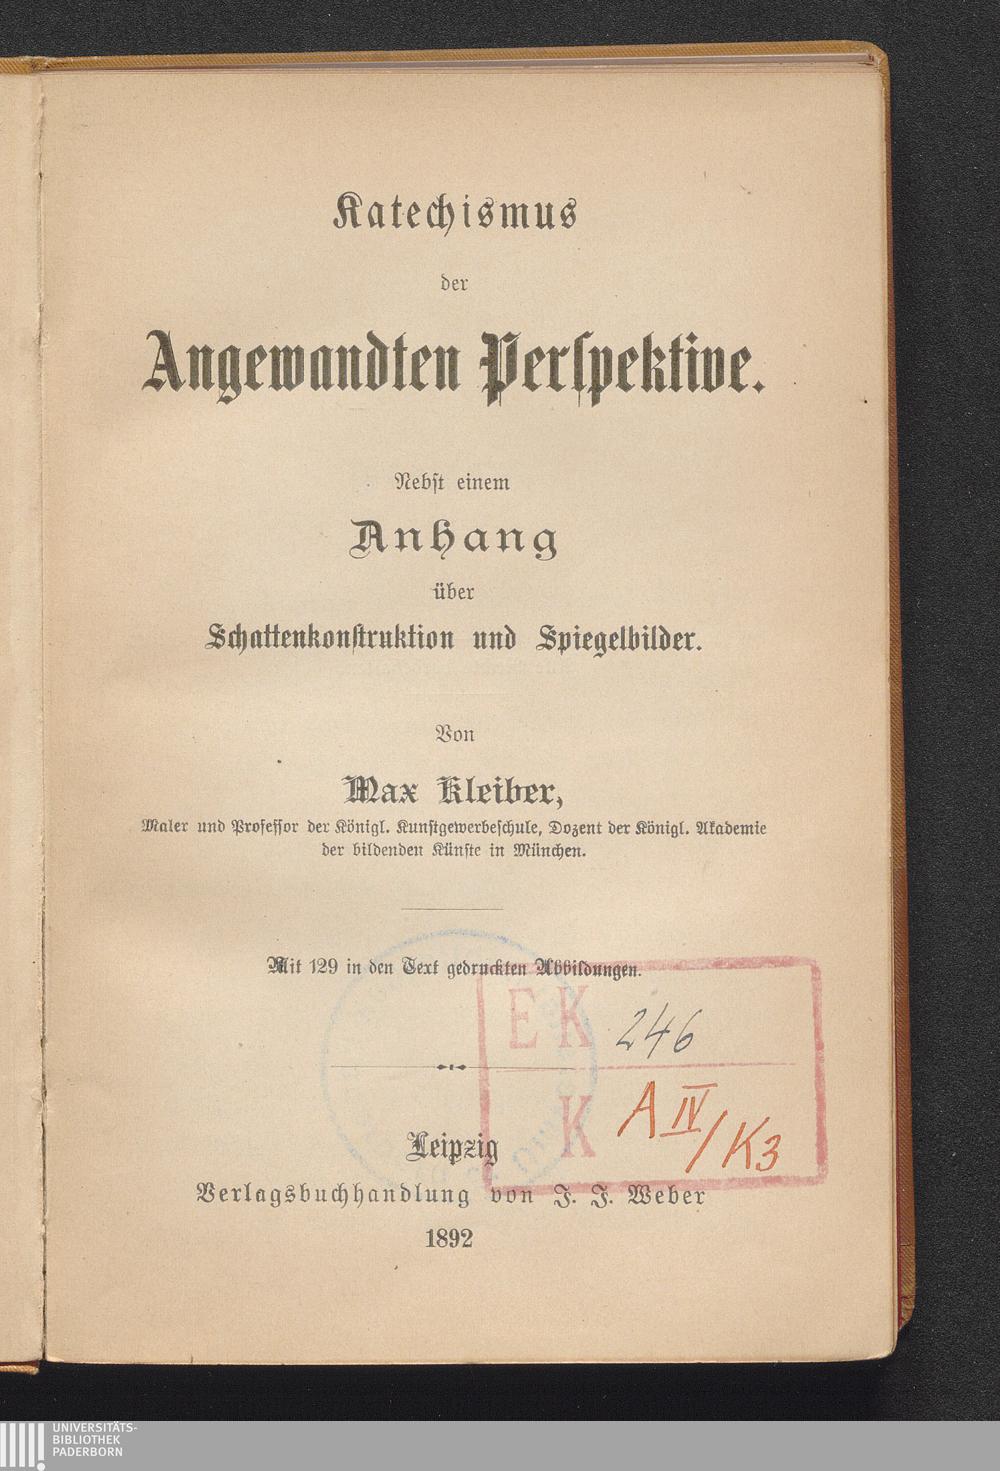 Katechismus
der
Angewandten Perſpektive.
Nebſt einem
Anhang
über
Schattenkonſtruktion und Spiegelbilder.
Von
Max Kleiber,
Maler und Profeſſor der Königl. Kunſtgewerbeſchule, Dozent der Königl. Akademie
der bildenden Künſte in München.
Mit 129 in den Text gedruckten Abbildungen.
EK 246
K A IV/K3
Leipzig
Verlagsbuchhandlung von J. J. Weber
1892
UNIVERSITÄTS-
BIBLIOTHEK
PADERBORN